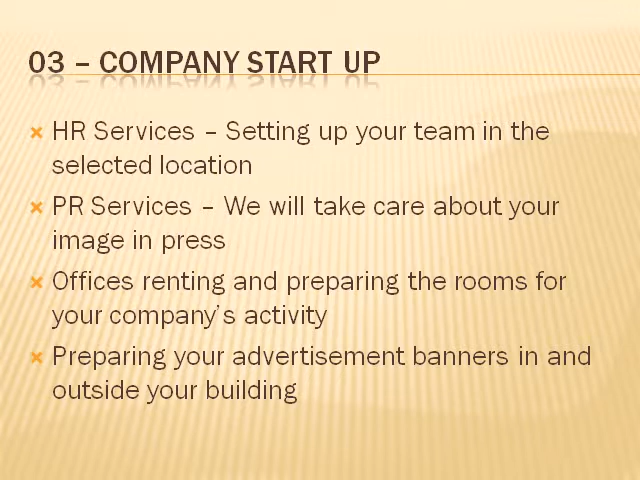 03 – COMPANY START UP
HR Services – Setting up your team in the
selected location
PR Services – We will take care about your
image in press
Offices renting and preparing the rooms for
your company's activity
Preparing your advertisement banners in and
outside your building